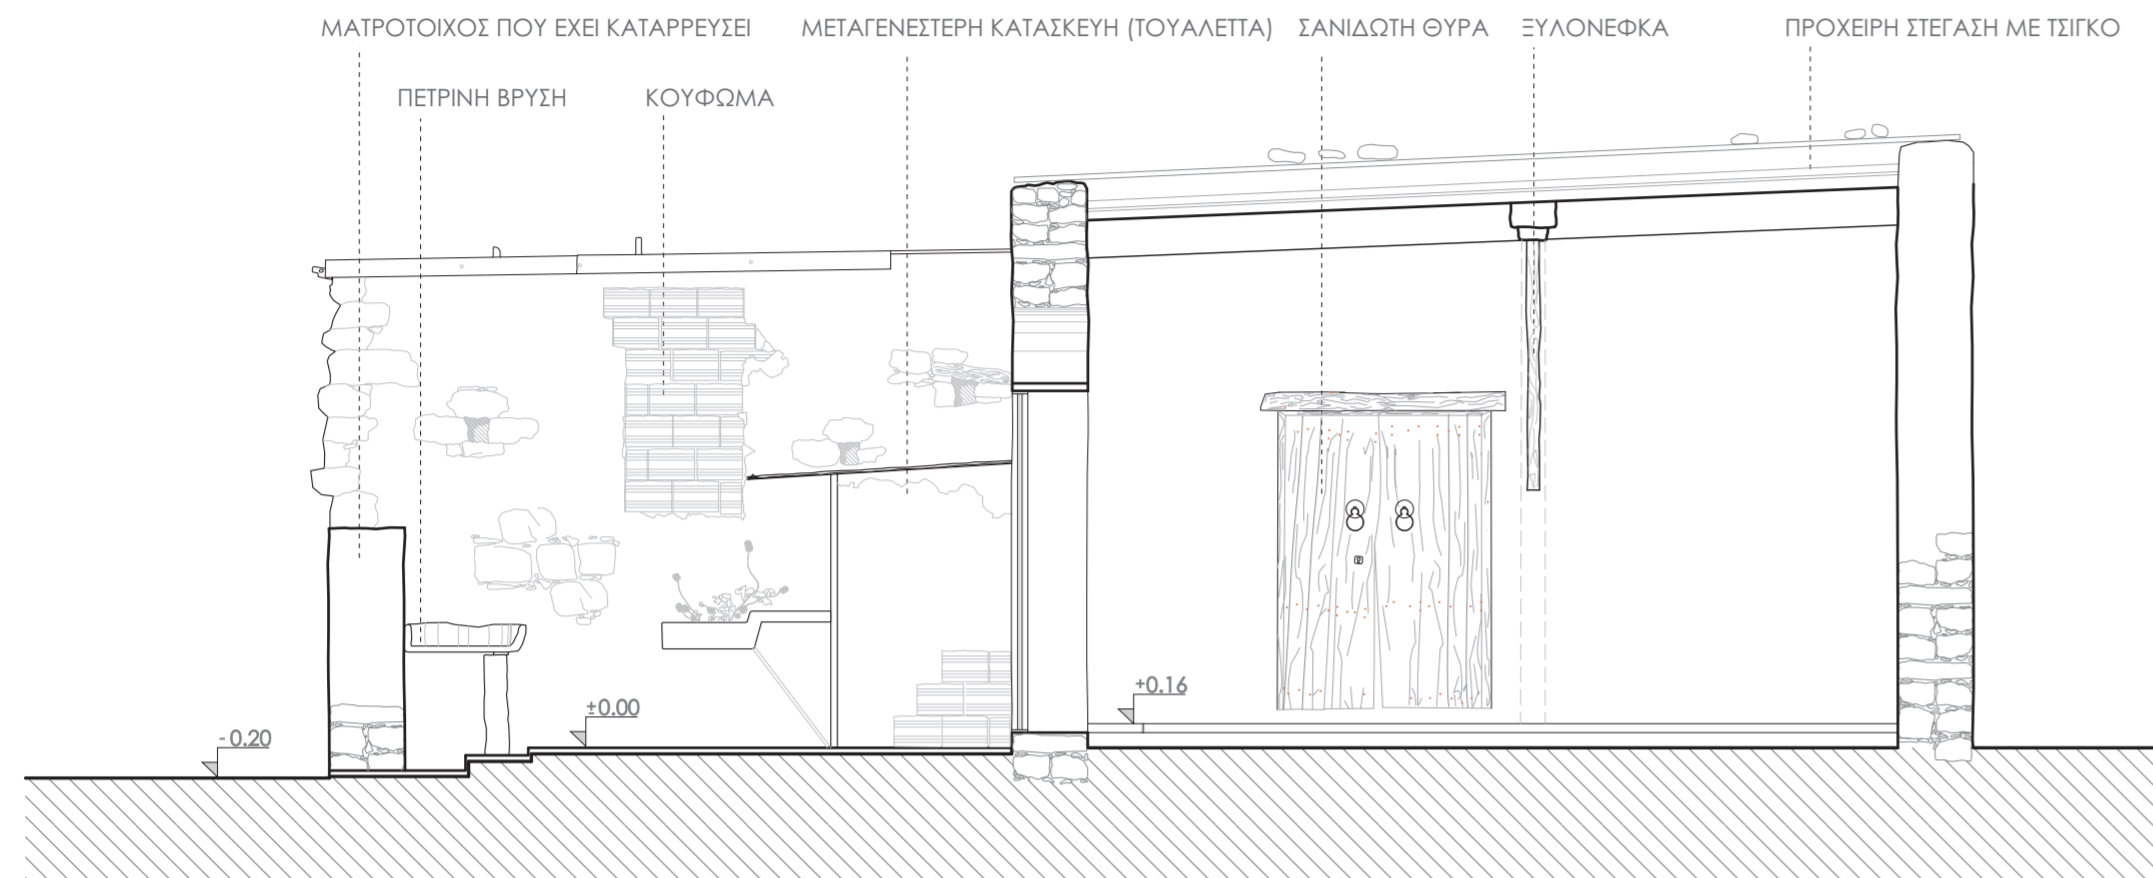 ΜΑΤΡΟΤΟΙΧΟΣ ΠΟΥ ΕΧΕΙ ΚΑΤΑΡΡΕΥΣΕΙ ΜΕΤΑΓΕΝΕΣΤΕΡΗ ΚΑΤΑΣΚΕΥΗ (ΤΟΥΑΛΕΤΤΑ) ΣΑΝΙΔΩΤΗ ΘΥΡΑ ΞΥΛΟΝΕΦΚΑ ΠΡΟΧΕΙΡΗ ΣΤΕΓΑΣΗ ΜΕ ΤΣΙΓΚΟ
ΠΕΤΡΙΝΗ ΒΡΥΣΗ ΚΟΥΦΩΜΑ
+0.16
±0.00
-0.20